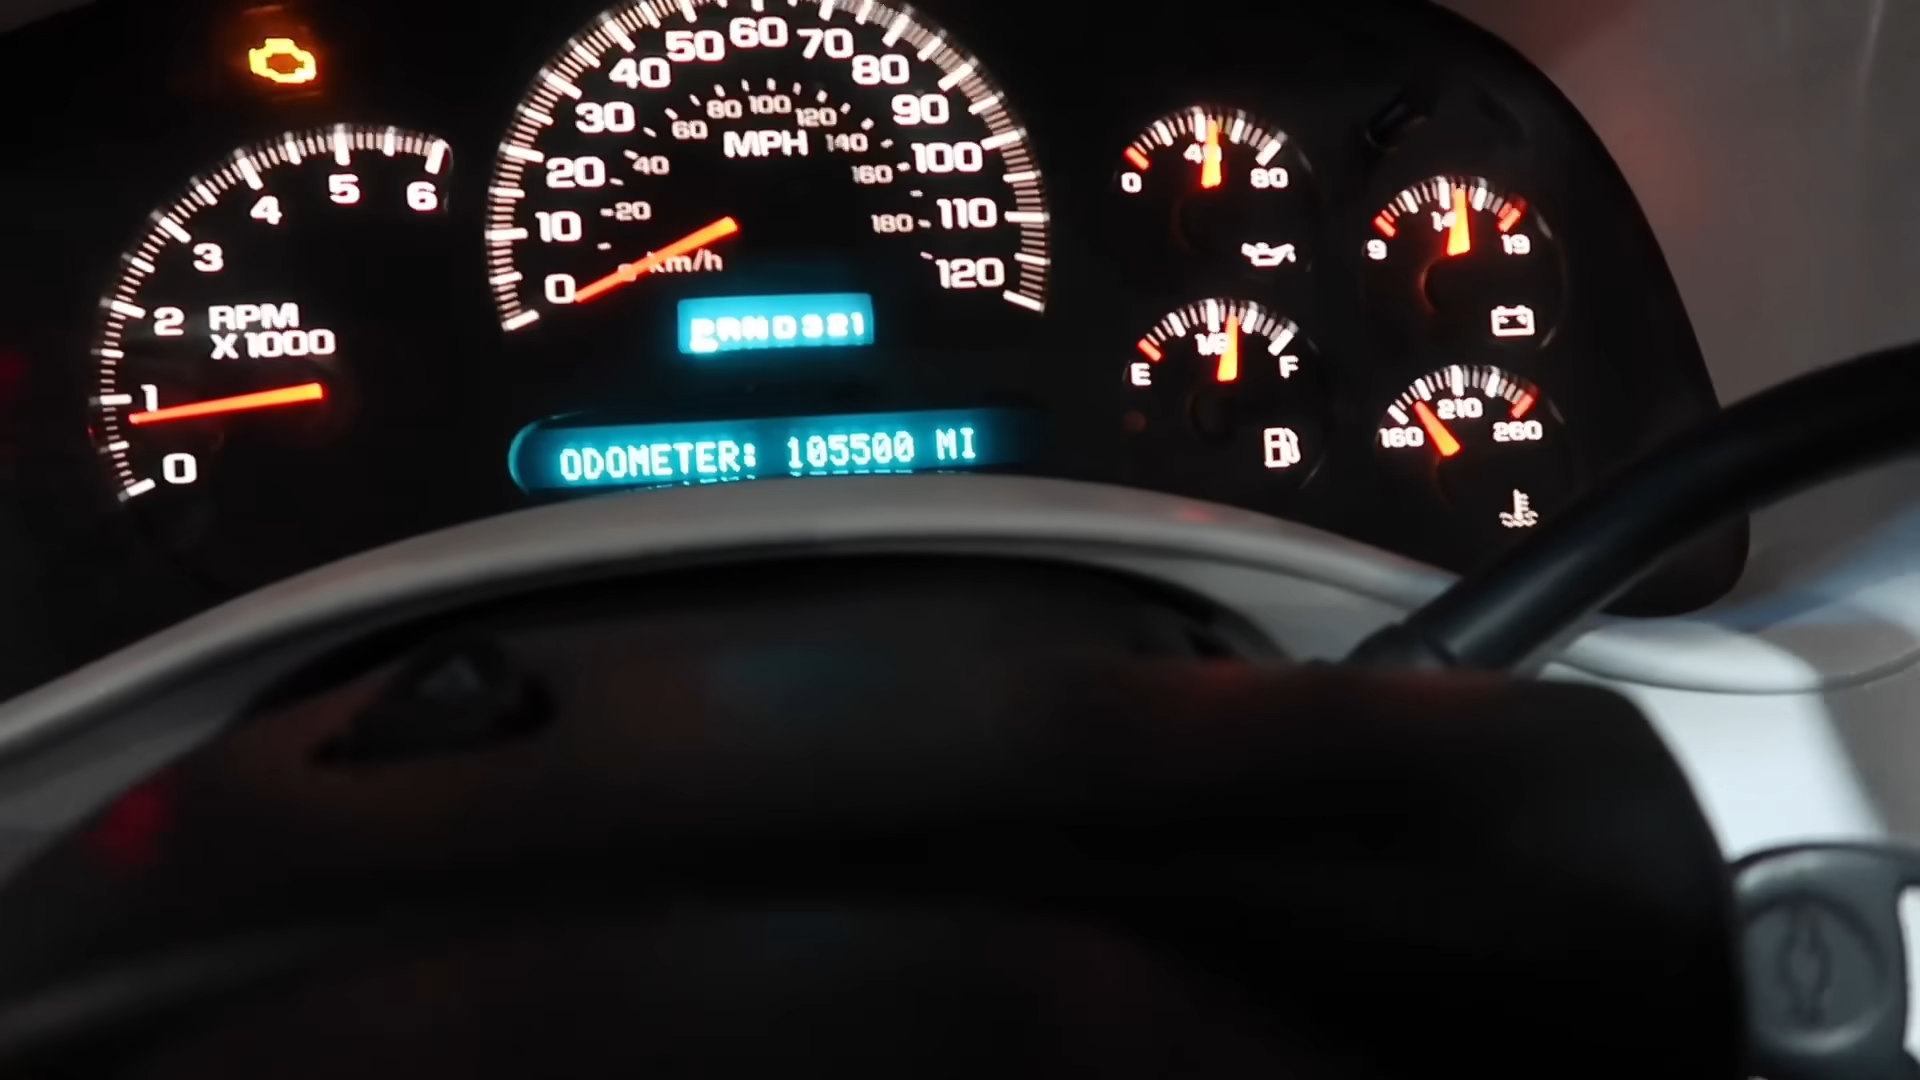 50 60 70
40 80
30 90
20 100
10 110
0 120
80 100 120
60 140
40 160
20 180
MPH
km/h
6
5
4
3
2
1
0
RPM
X1000
PRND321
ODOMETER: 105500 MI
0 40 80
9 14 19
E F
160 210 260